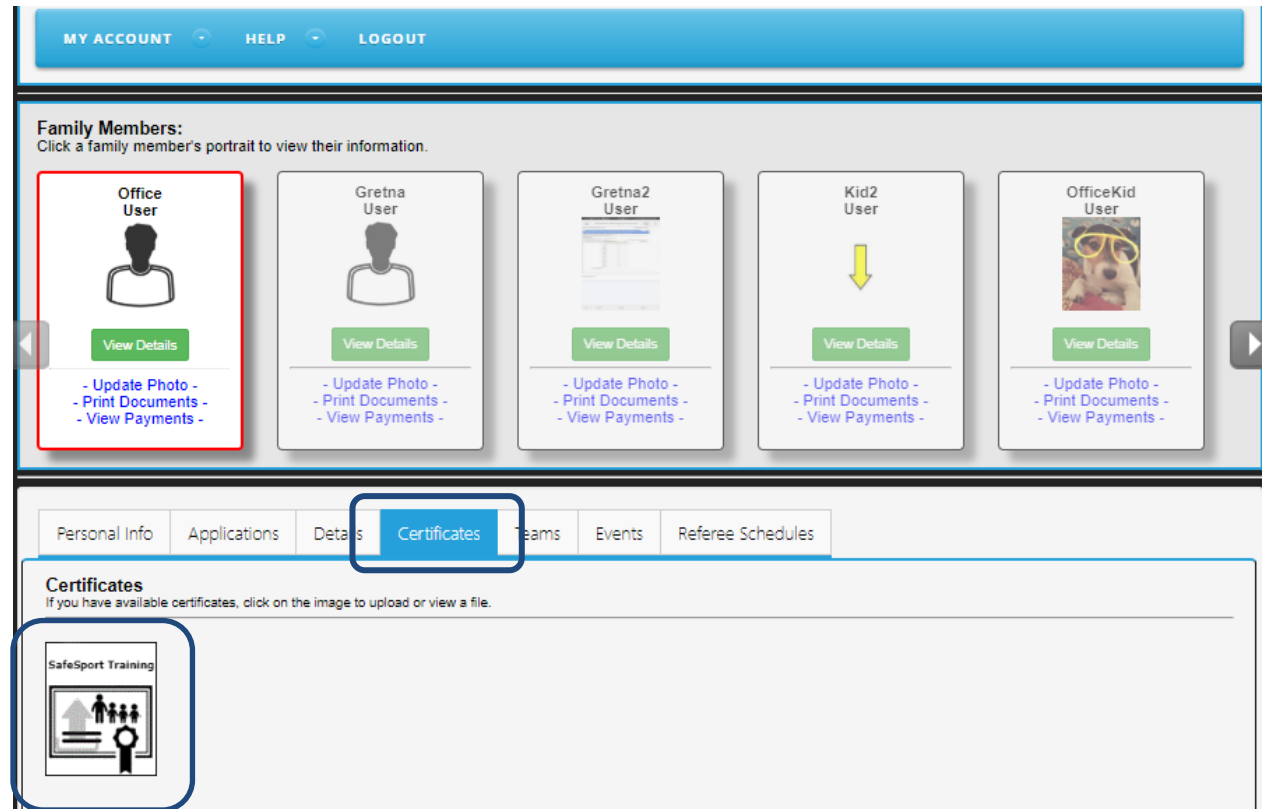 MY ACCOUNT HELP LOGOUT
Family Members:
Click a family member's portrait to view their information.
Office
User
View Details
- Update Photo -
- Print Documents -
- View Payments -
Gretna
User
View Details
- Update Photo -
- Print Documents -
- View Payments -
Gretna2
User
View Details
- Update Photo -
- Print Documents -
- View Payments -
Kid2
User
View Details
- Update Photo -
- Print Documents -
- View Payments -
OfficeKid
User
View Details
- Update Photo -
- Print Documents -
- View Payments -
Personal Info Applications Details Certificates Teams Events Referee Schedules
Certificates
If you have available certificates, click on the image to upload or view a file.
SafeSport Training